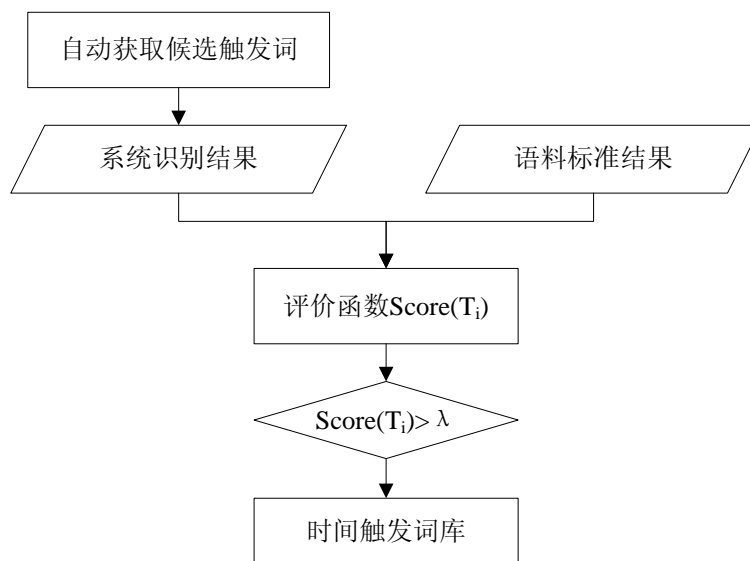 自动获取候选触发词
系统识别结果
语料标准结果
评价函数Score(Tᵢ)
Score(Tᵢ)> λ
时间触发词库